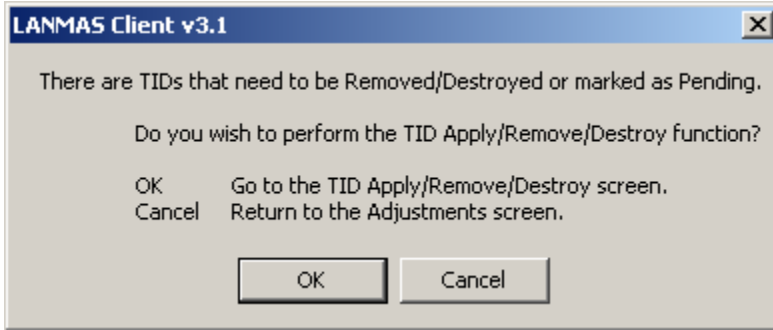 LANMAS Client v3.1
There are TIDs that need to be Removed/Destroyed or marked as Pending.
Do you wish to perform the TID Apply/Remove/Destroy function?
OK Go to the TID Apply/Remove/Destroy screen.
Cancel Return to the Adjustments screen.
OK Cancel